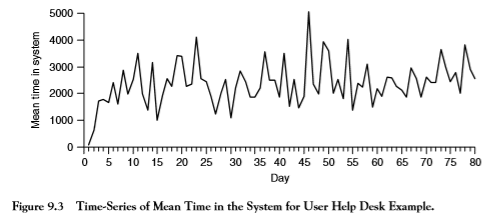 5000
4000
3000
2000
1000
0
Mean time in system
0 5 10 15 20 25 30 35 40 45 50 55 60 65 70 75 80
Day
Figure 9.3 Time-Series of Mean Time in the System for User Help Desk Example.